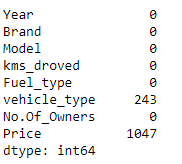 Year 0
Brand 0
Model 0
kms_droved 0
Fuel_type 0
vehicle_type 243
No.Of_Owners 0
Price 1047
dtype: int64